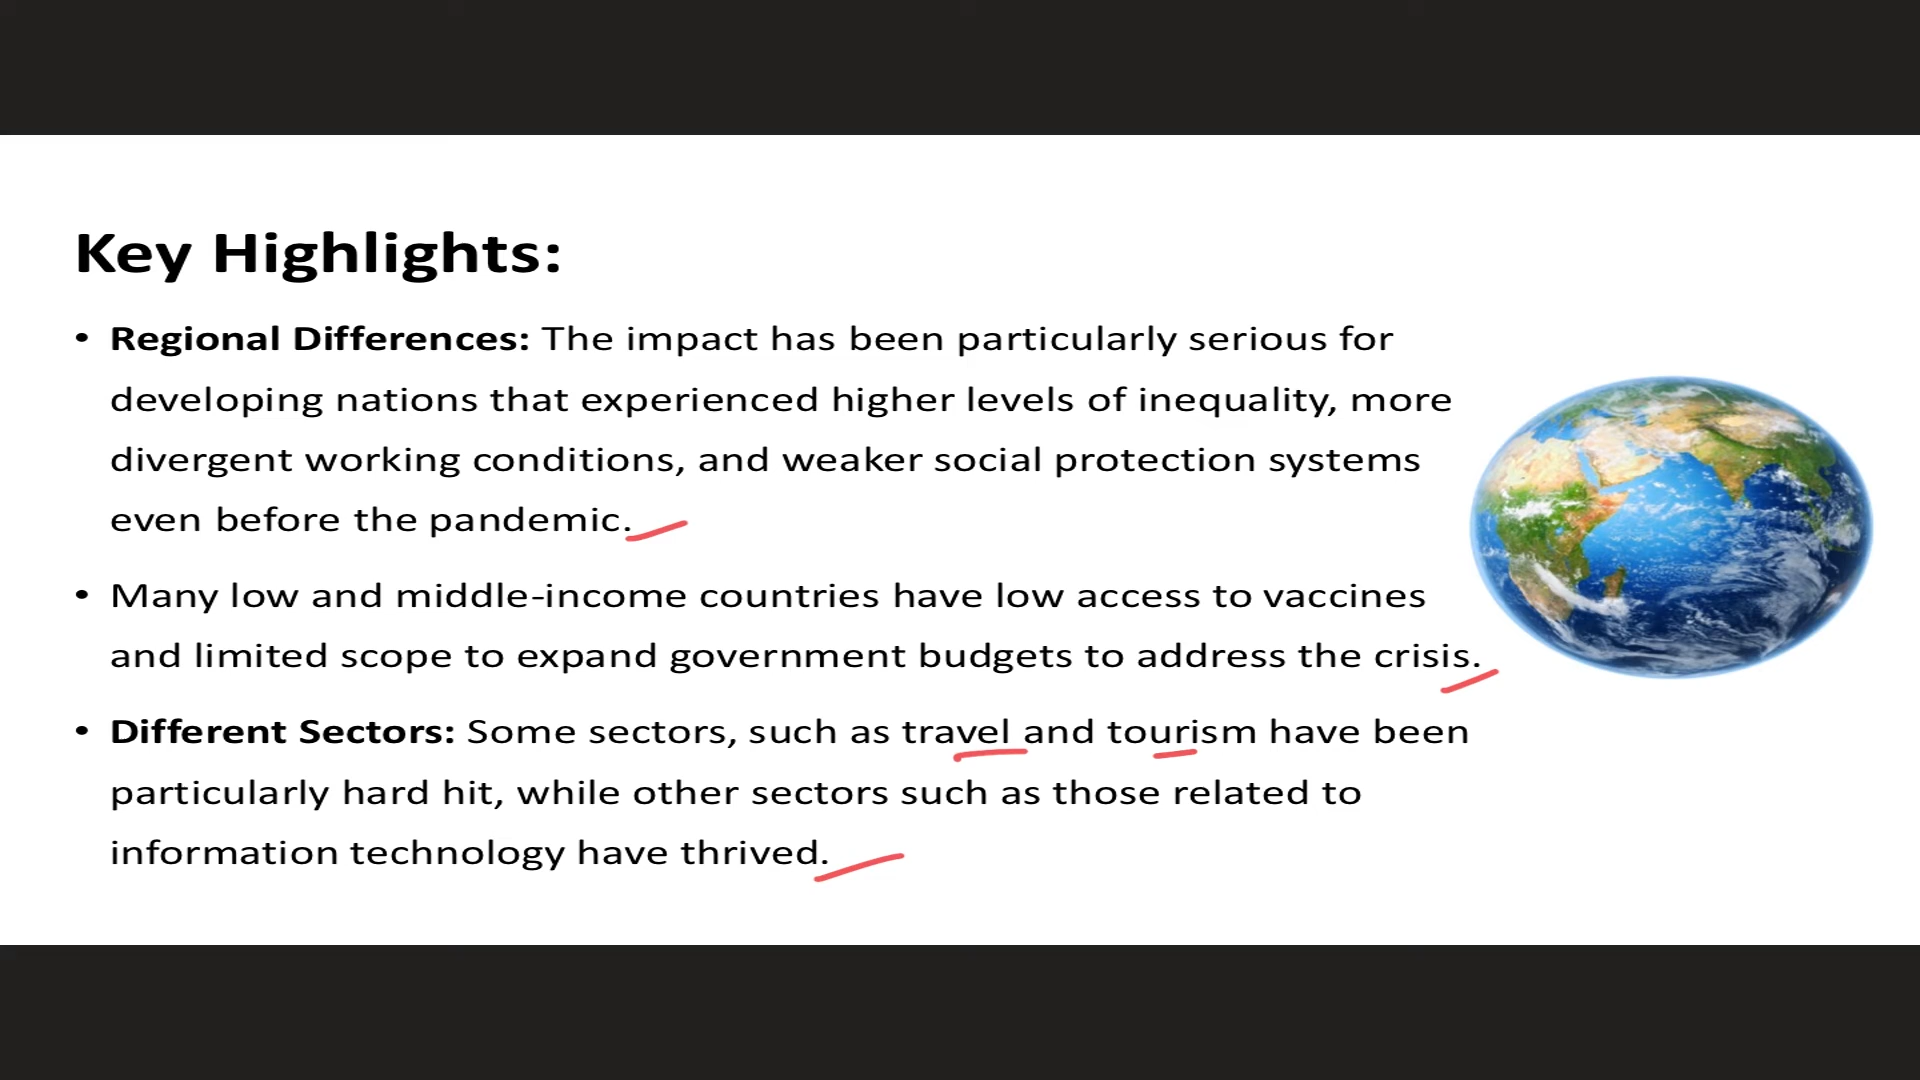 Key Highlights:
• Regional Differences: The impact has been particularly serious for
developing nations that experienced higher levels of inequality, more
divergent working conditions, and weaker social protection systems
even before the pandemic.
• Many low and middle-income countries have low access to vaccines
and limited scope to expand government budgets to address the crisis.
• Different Sectors: Some sectors, such as travel and tourism have been
particularly hard hit, while other sectors such as those related to
information technology have thrived.